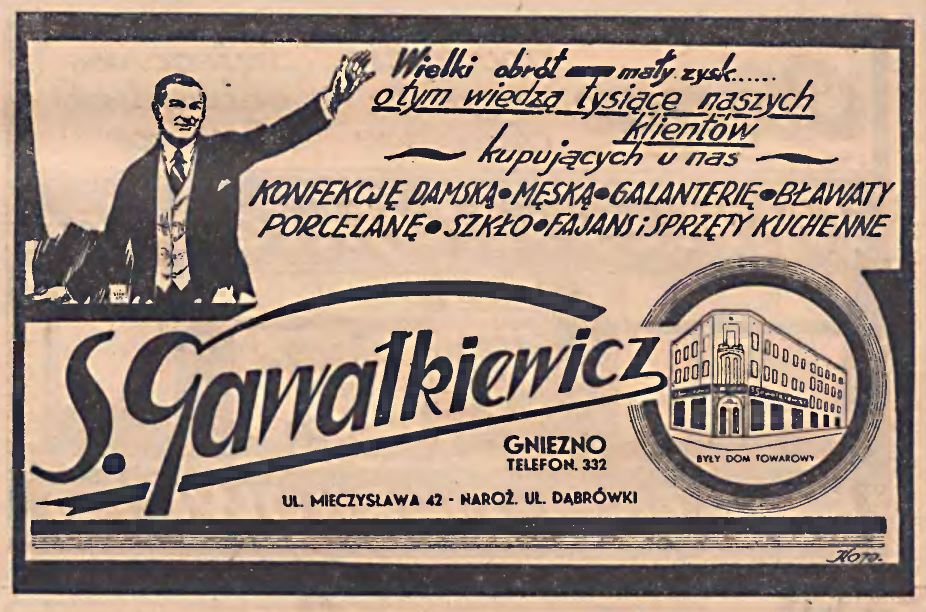 Wielki obrót — mały zysk.....
o tym wiedzą tysiące naszych
klientów
kupujących u nas
KONFEKCJĘ DAMSKĄ • MĘSKĄ • GALANTERIĘ • BŁAWATY
PORCELANĘ • SZKŁO • FAJANS i SPRZĘTY KUCHENNE
S. Gawałkiewicz
BYŁY DOM TOWAROWY
GNIEZNO
TELEFON. 332
UL. MIECZYSŁAWA 42 - NAROŻ. UL. DĄBRÓWKI